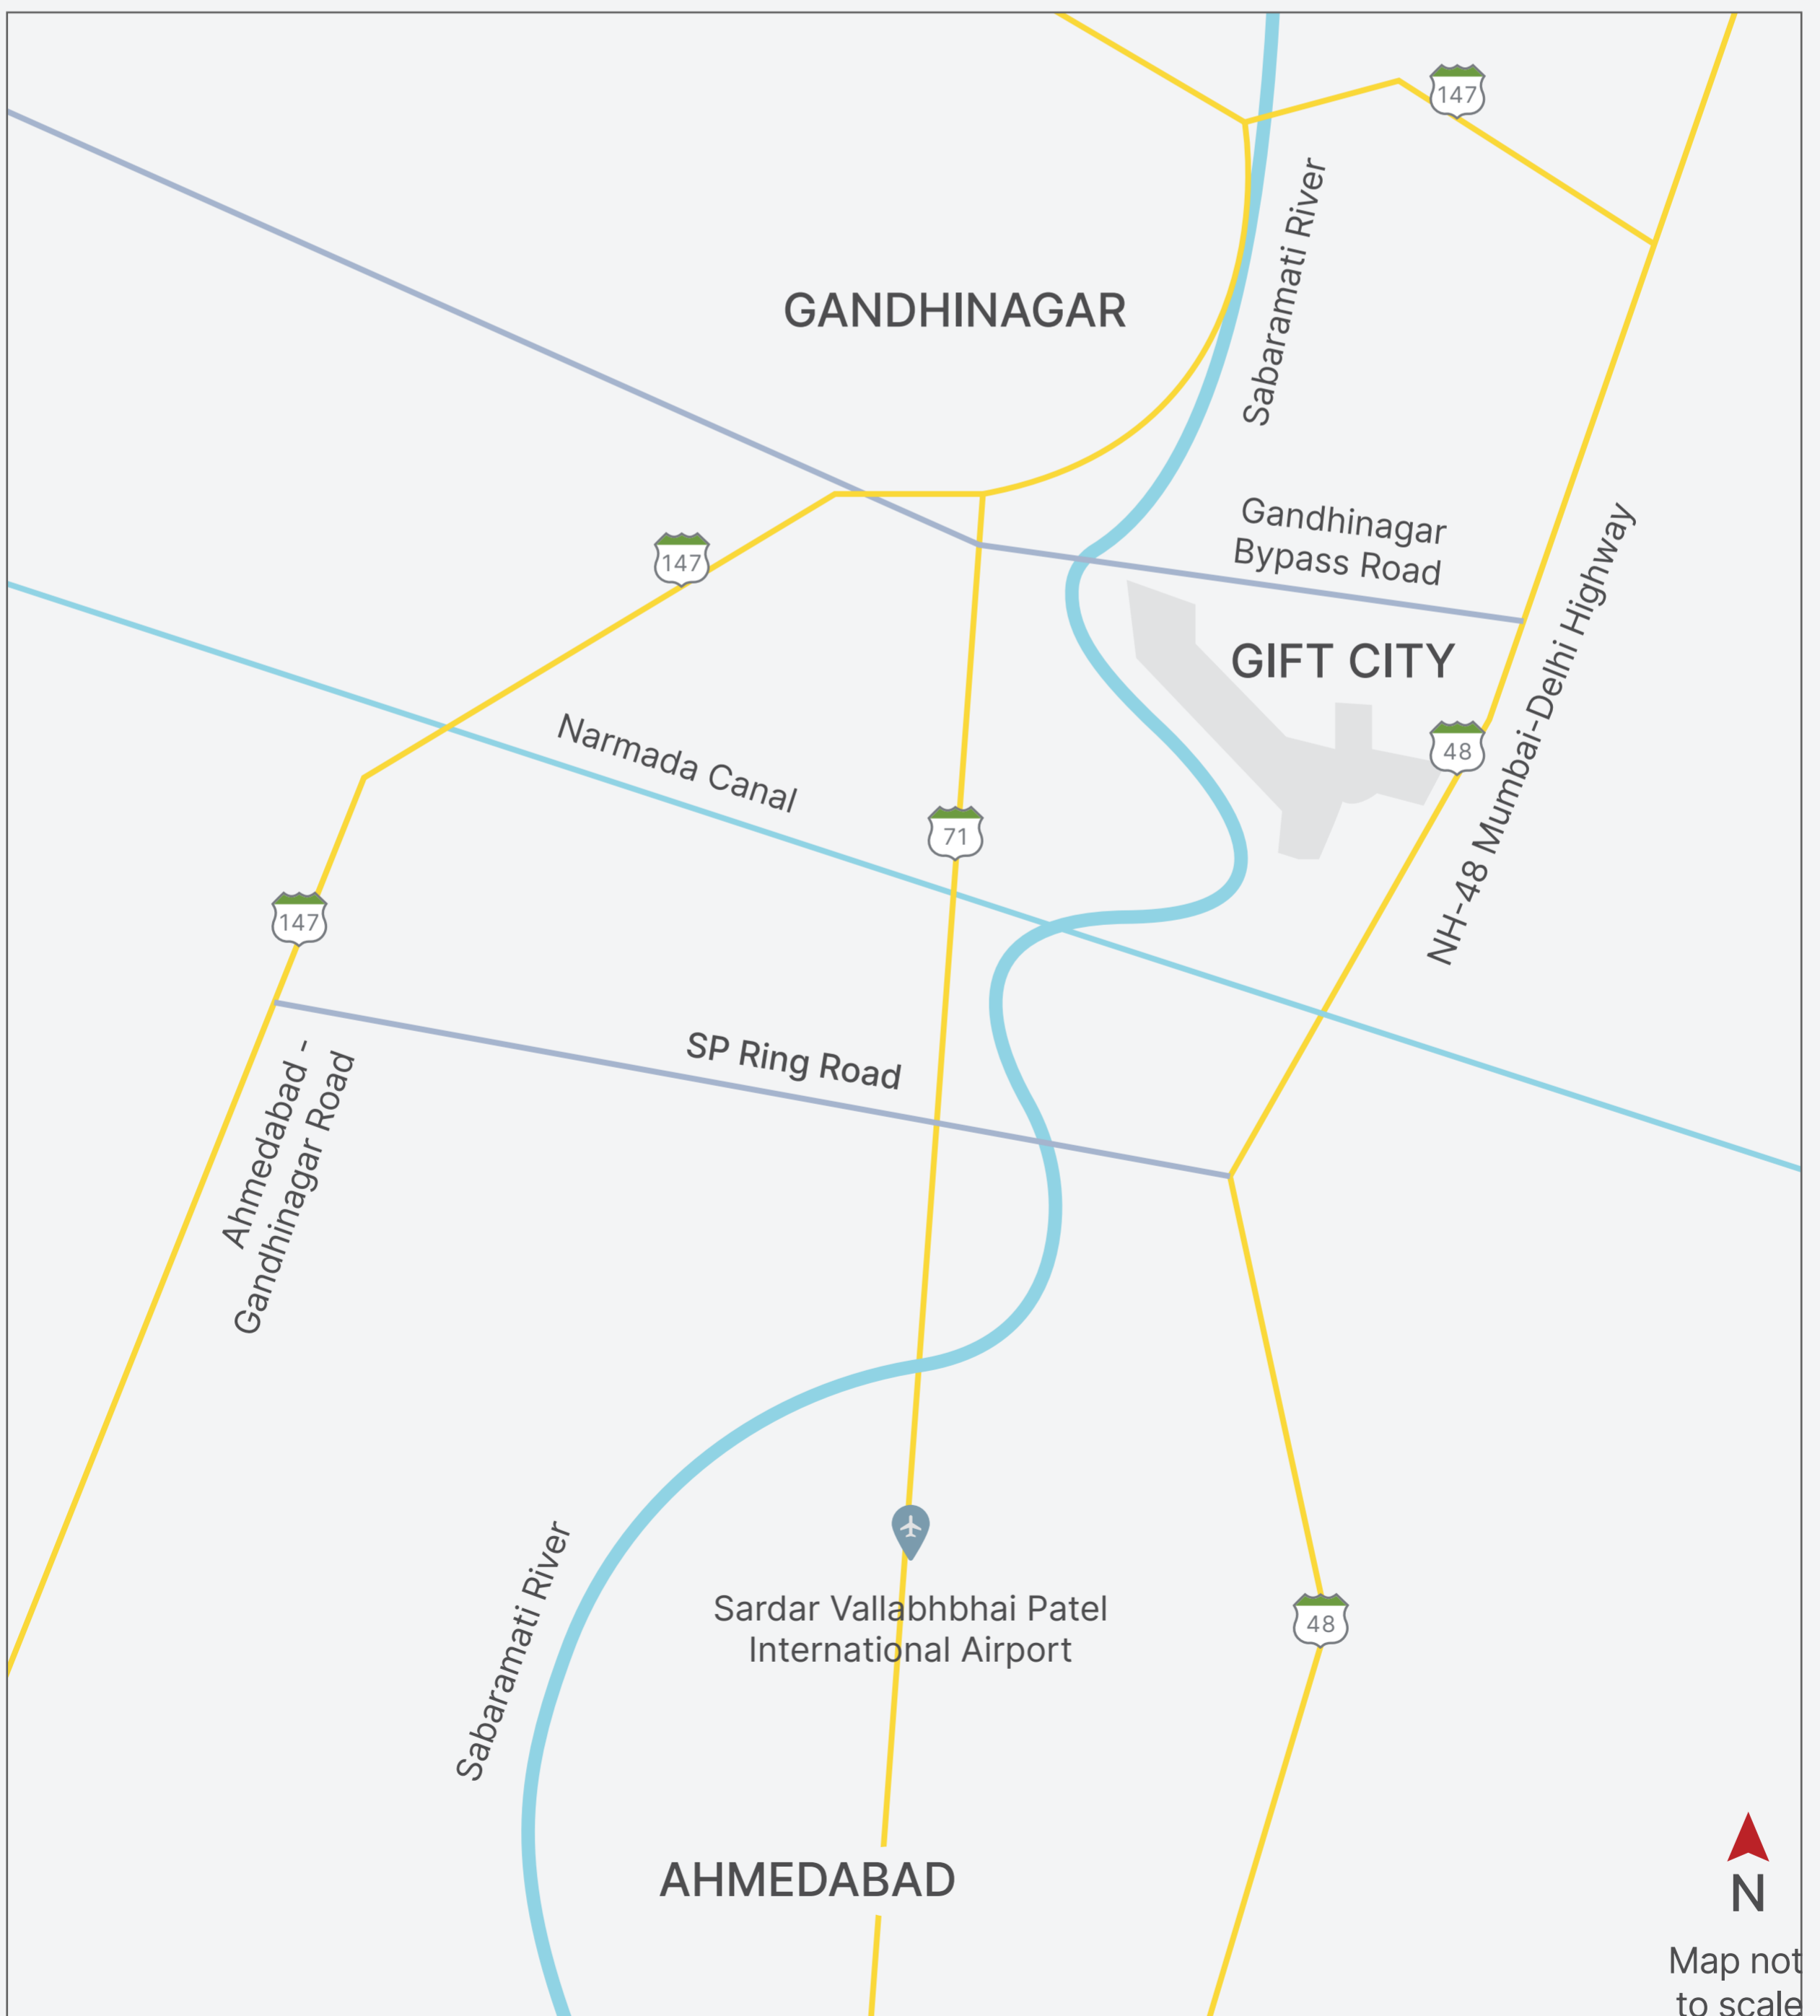 147
Sabaramati River
GANDHINAGAR
Gandhinagar
Bypass Road
147
GIFT CITY
NH-48 Mumbai-Delhi Highway
48
Narmada Canal
71
147
SP Ring Road
Ahmedabad -
Gandhinagar Road
Sabaramati River
Sardar Vallabhbhai Patel
International Airport
48
AHMEDABAD
N
Map not
to scale